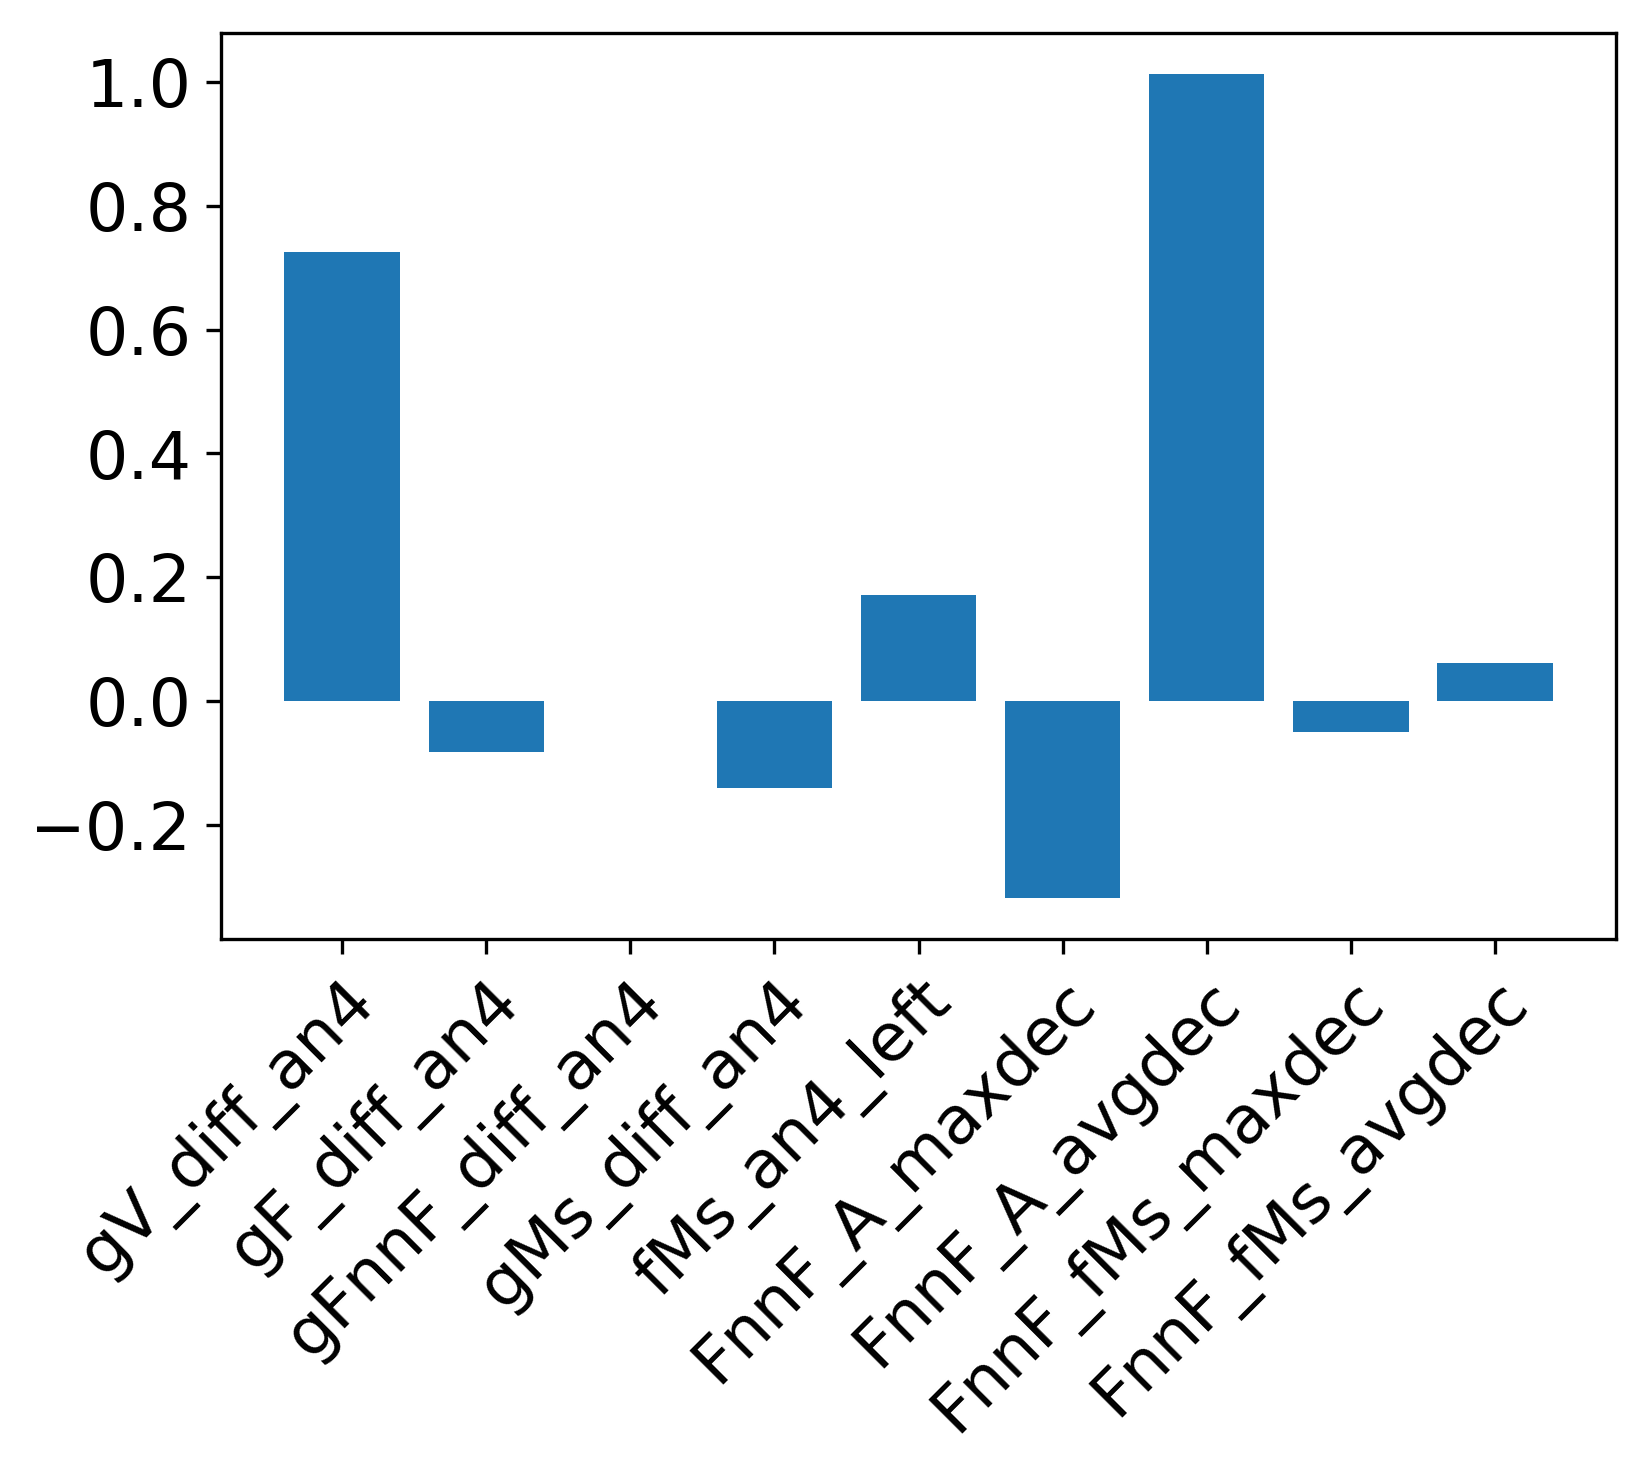 1.0
0.8
0.6
0.4
0.2
0.0
−0.2
gV_diff_an4
gF_diff_an4
gFnnF_diff_an4
gMs_diff_an4
fMs_an4_left
FnnF_A_maxdec
FnnF_A_avgdec
FnnF_fMs_maxdec
FnnF_fMs_avgdec